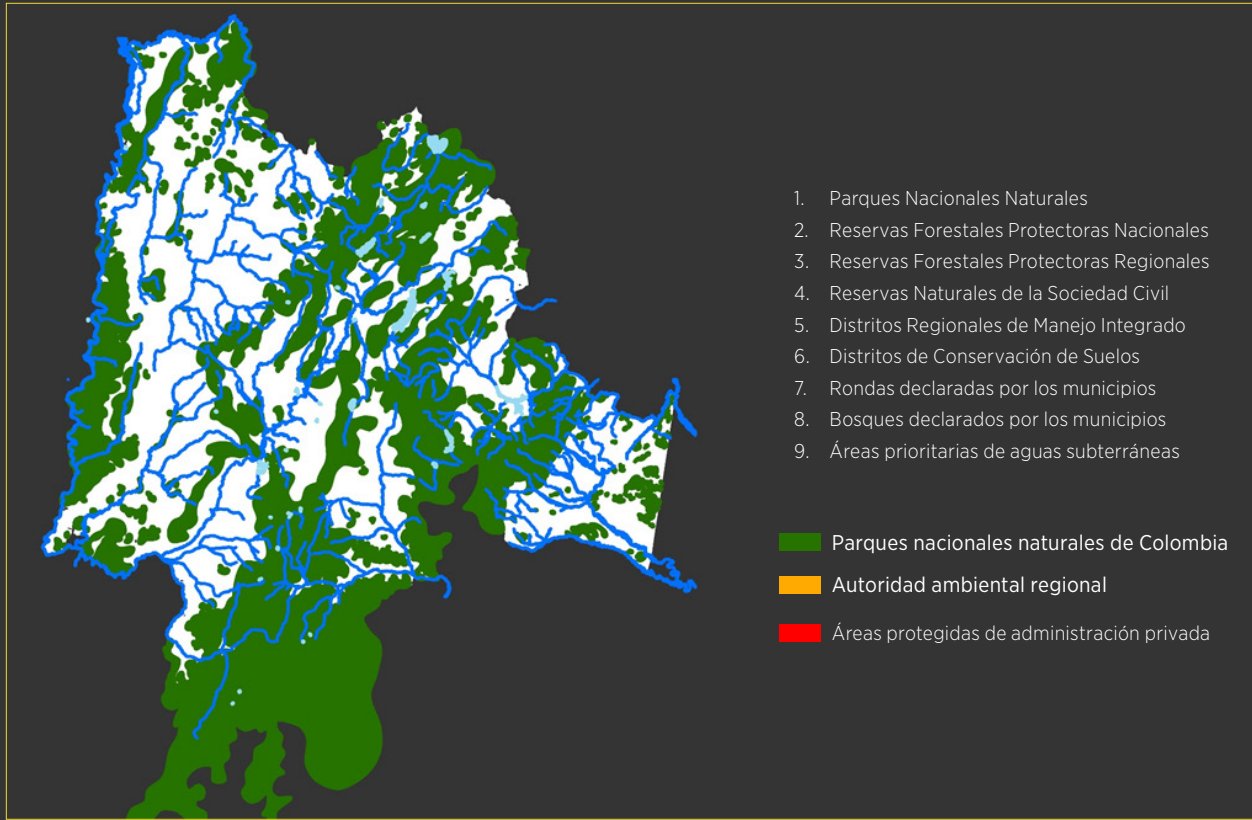 1. Parques Nacionales Naturales
2. Reservas Forestales Protectoras Nacionales
3. Reservas Forestales Protectoras Regionales
4. Reservas Naturales de la Sociedad Civil
5. Distritos Regionales de Manejo Integrado
6. Distritos de Conservación de Suelos
7. Rondas declaradas por los municipios
8. Bosques declarados por los municipios
9. Áreas prioritarias de aguas subterráneas
Parques nacionales naturales de Colombia
Autoridad ambiental regional
Áreas protegidas de administración privada